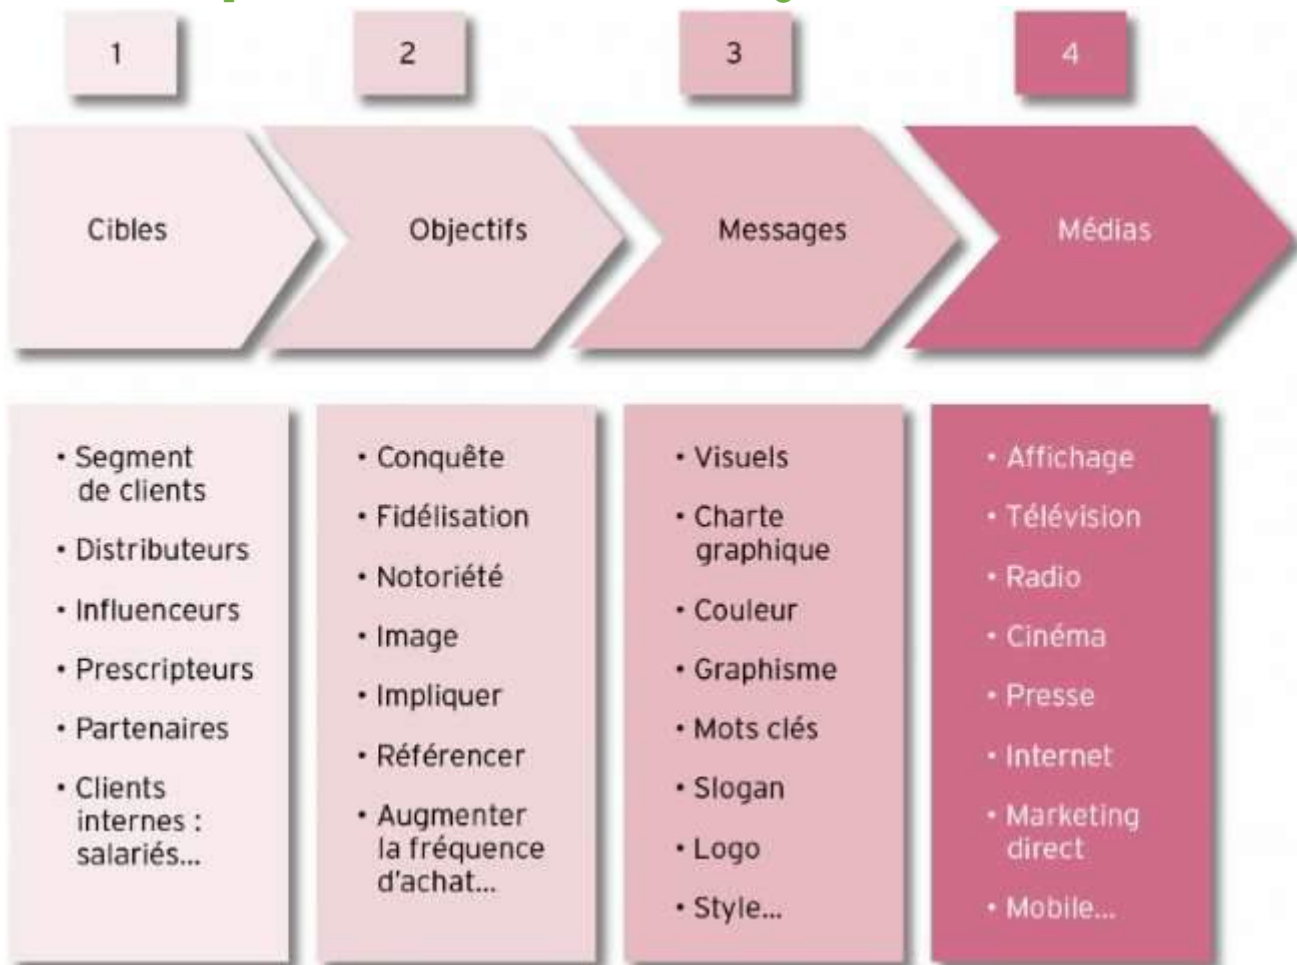 1
2
3
4
Cibles
Objectifs
Messages
Médias
• Segment
de clients
• Distributeurs
• Influenceurs
• Prescripteurs
• Partenaires
• Clients
internes :
salariés...
• Conquête
• Fidélisation
• Notoriété
• Image
• Impliquer
• Référencer
• Augmenter
la fréquence
d'achat...
• Visuels
• Charte
graphique
• Couleur
• Graphisme
• Mots clés
• Slogan
• Logo
• Style...
• Affichage
• Télévision
• Radio
• Cinéma
• Presse
• Internet
• Marketing
direct
• Mobile...